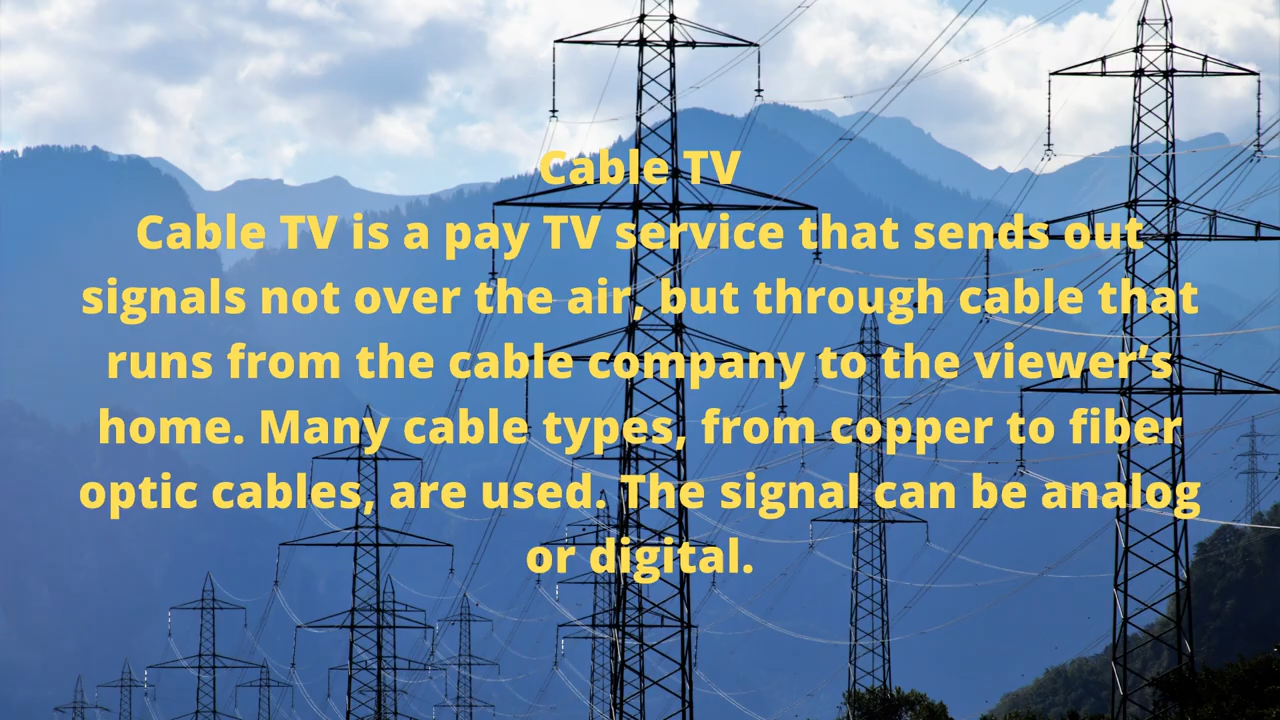 Cable TV
Cable TV is a pay TV service that sends out
signals not over the air, but through cable that
runs from the cable company to the viewer’s
home. Many cable types, from copper to fiber
optic cables, are used. The signal can be analog
or digital.